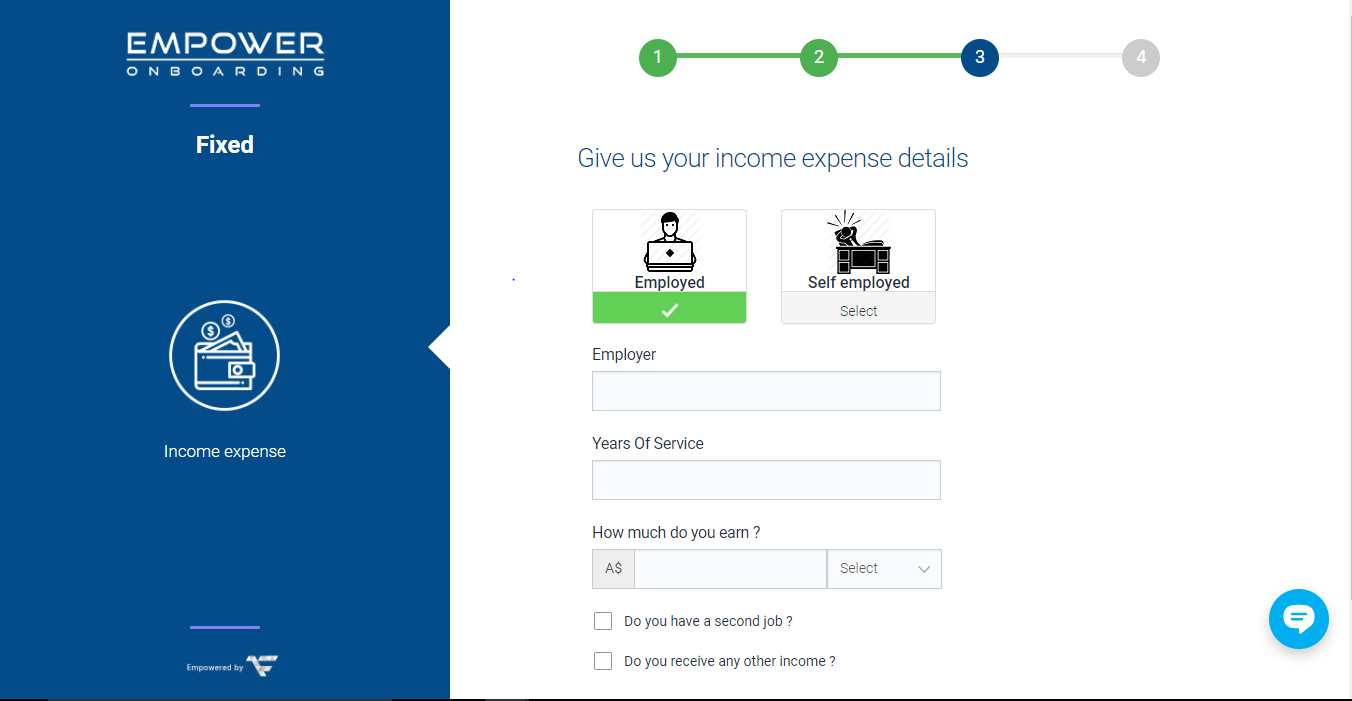 EMPOWER
ONBOARDING
Fixed
Income expense
Empowered by
1
2
3
4
Give us your income expense details
Employed
Self employed
Select
Employer
Years Of Service
How much do you earn ?
A$ Select
Do you have a second job ?
Do you receive any other income ?